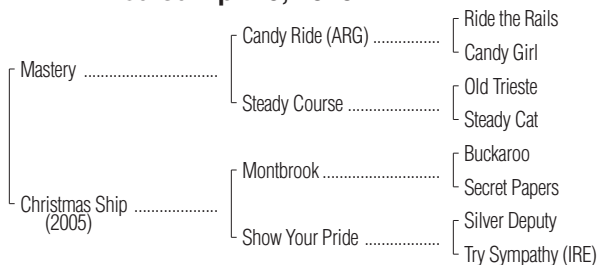 Ride the Rails
Candy Ride (ARG) ................
Candy Girl
Mastery ................................
Old Trieste
Steady Course ......................
Steady Cat
Buckaroo
Montbrook ............................
Secret Papers
Christmas Ship ....................
(2005)
Silver Deputy
Show Your Pride ..................
Try Sympathy (IRE)